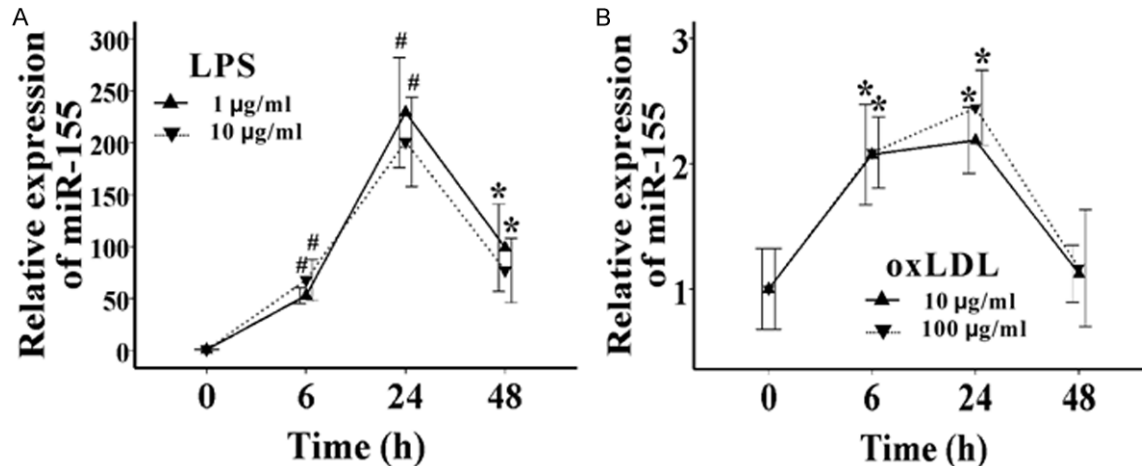 A
Relative expression
of miR-155
300
250
200
150
100
50
0
LPS
1 µg/ml
10 µg/ml
#
#
#
#
*
*
0
6
24
48
Time (h)
B
Relative expression
of miR-155
3
2
1
*
*
*
*
oxLDL
10 µg/ml
100 µg/ml
0
6
24
48
Time (h)